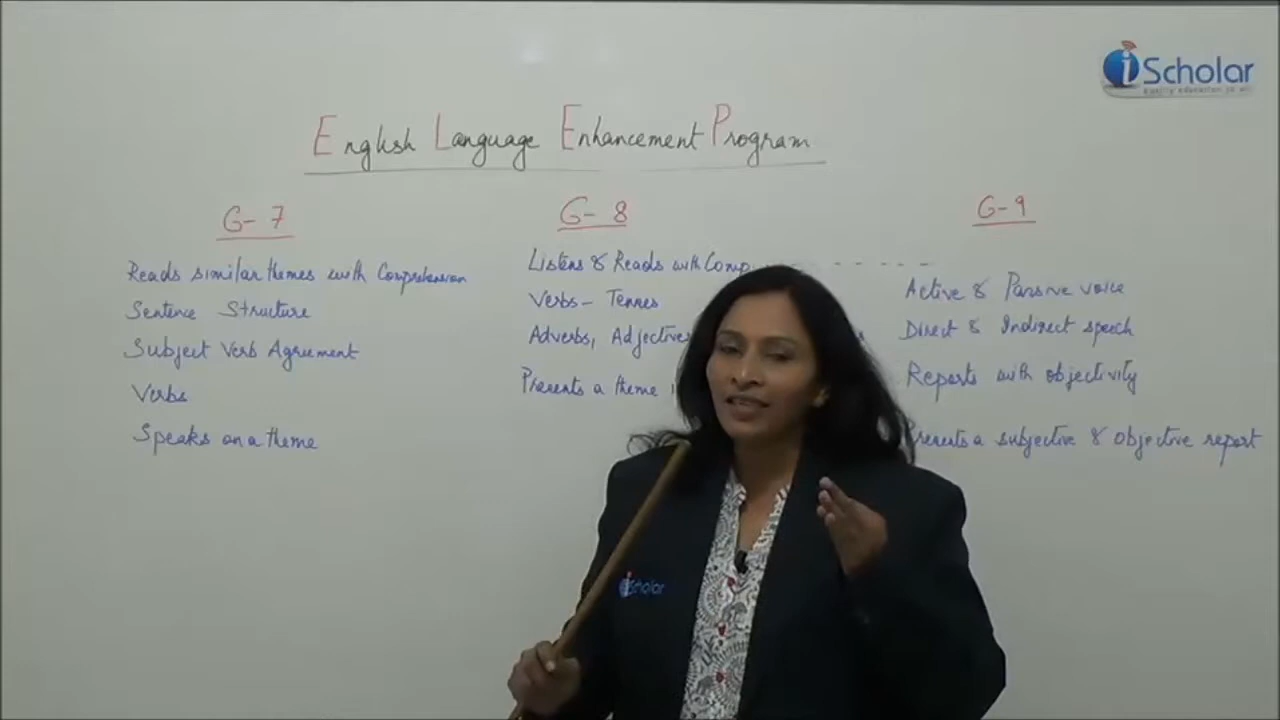 iScholar
English Language Enhancement Program
G- 7
Reads similar themes with Comprehension
Sentence Structure
Subject Verb Agreement
Verbs
Speaks on a theme
G- 8
Listens & Reads with Comp
Verbs - Tenses
Adverbs, Adjectives
Presents a theme
G-9
Active & Passive voice
Direct & Indirect speech
Reports with objectivity
Presents a subjective & objective report
iScholar